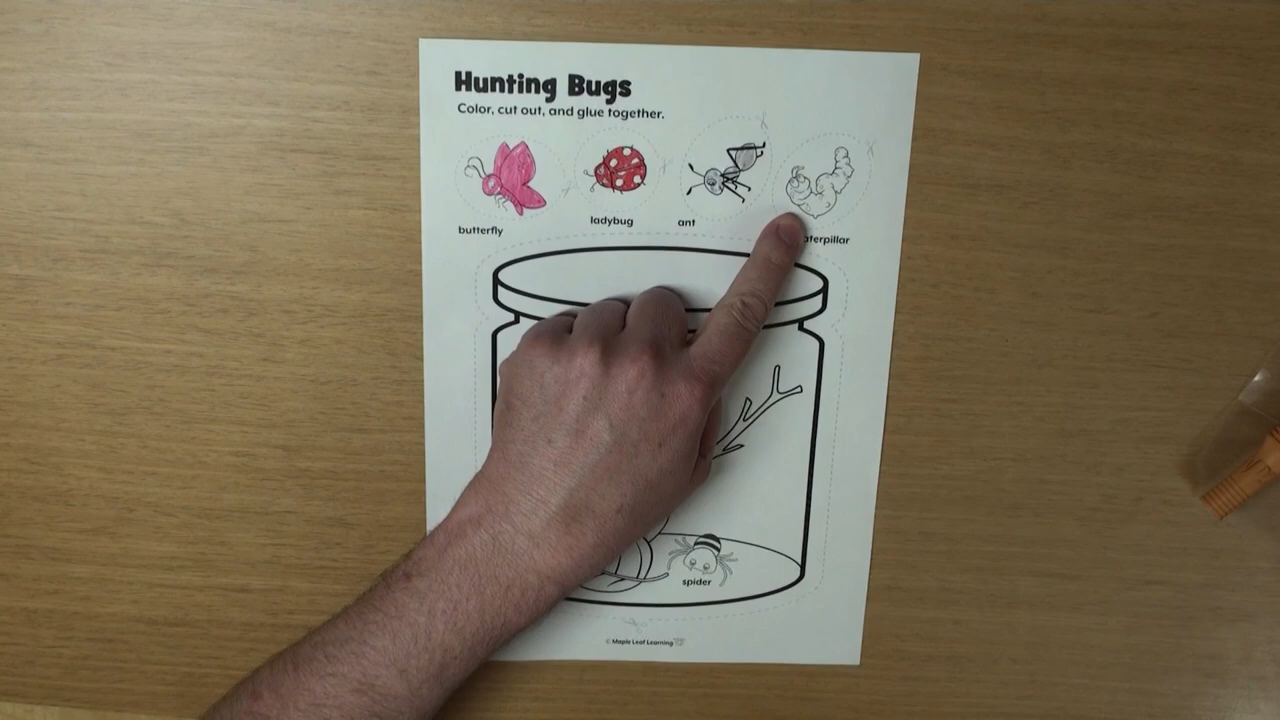 Hunting Bugs
Color, cut out, and glue together.
butterfly
ladybug
ant
aterpillar
spider
© Maple Leaf Learning